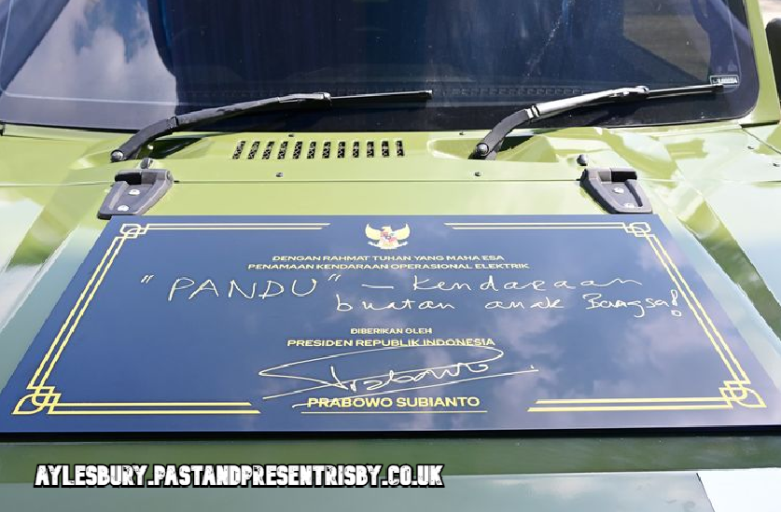 DENGAN RAHMAT TUHAN YANG MAHA ESA
PENAMAAN KENDARAAN OPERASIONAL ELEKTRIK
"PANDU" – Kendaraan
buatan anak Bangsa!
DIBERIKAN OLEH
PRESIDEN REPUBLIK INDONESIA
Prabowo
PRABOWO SUBIANTO
AYLESBURY.PASTANDPRESENTRISBY.CO.UK